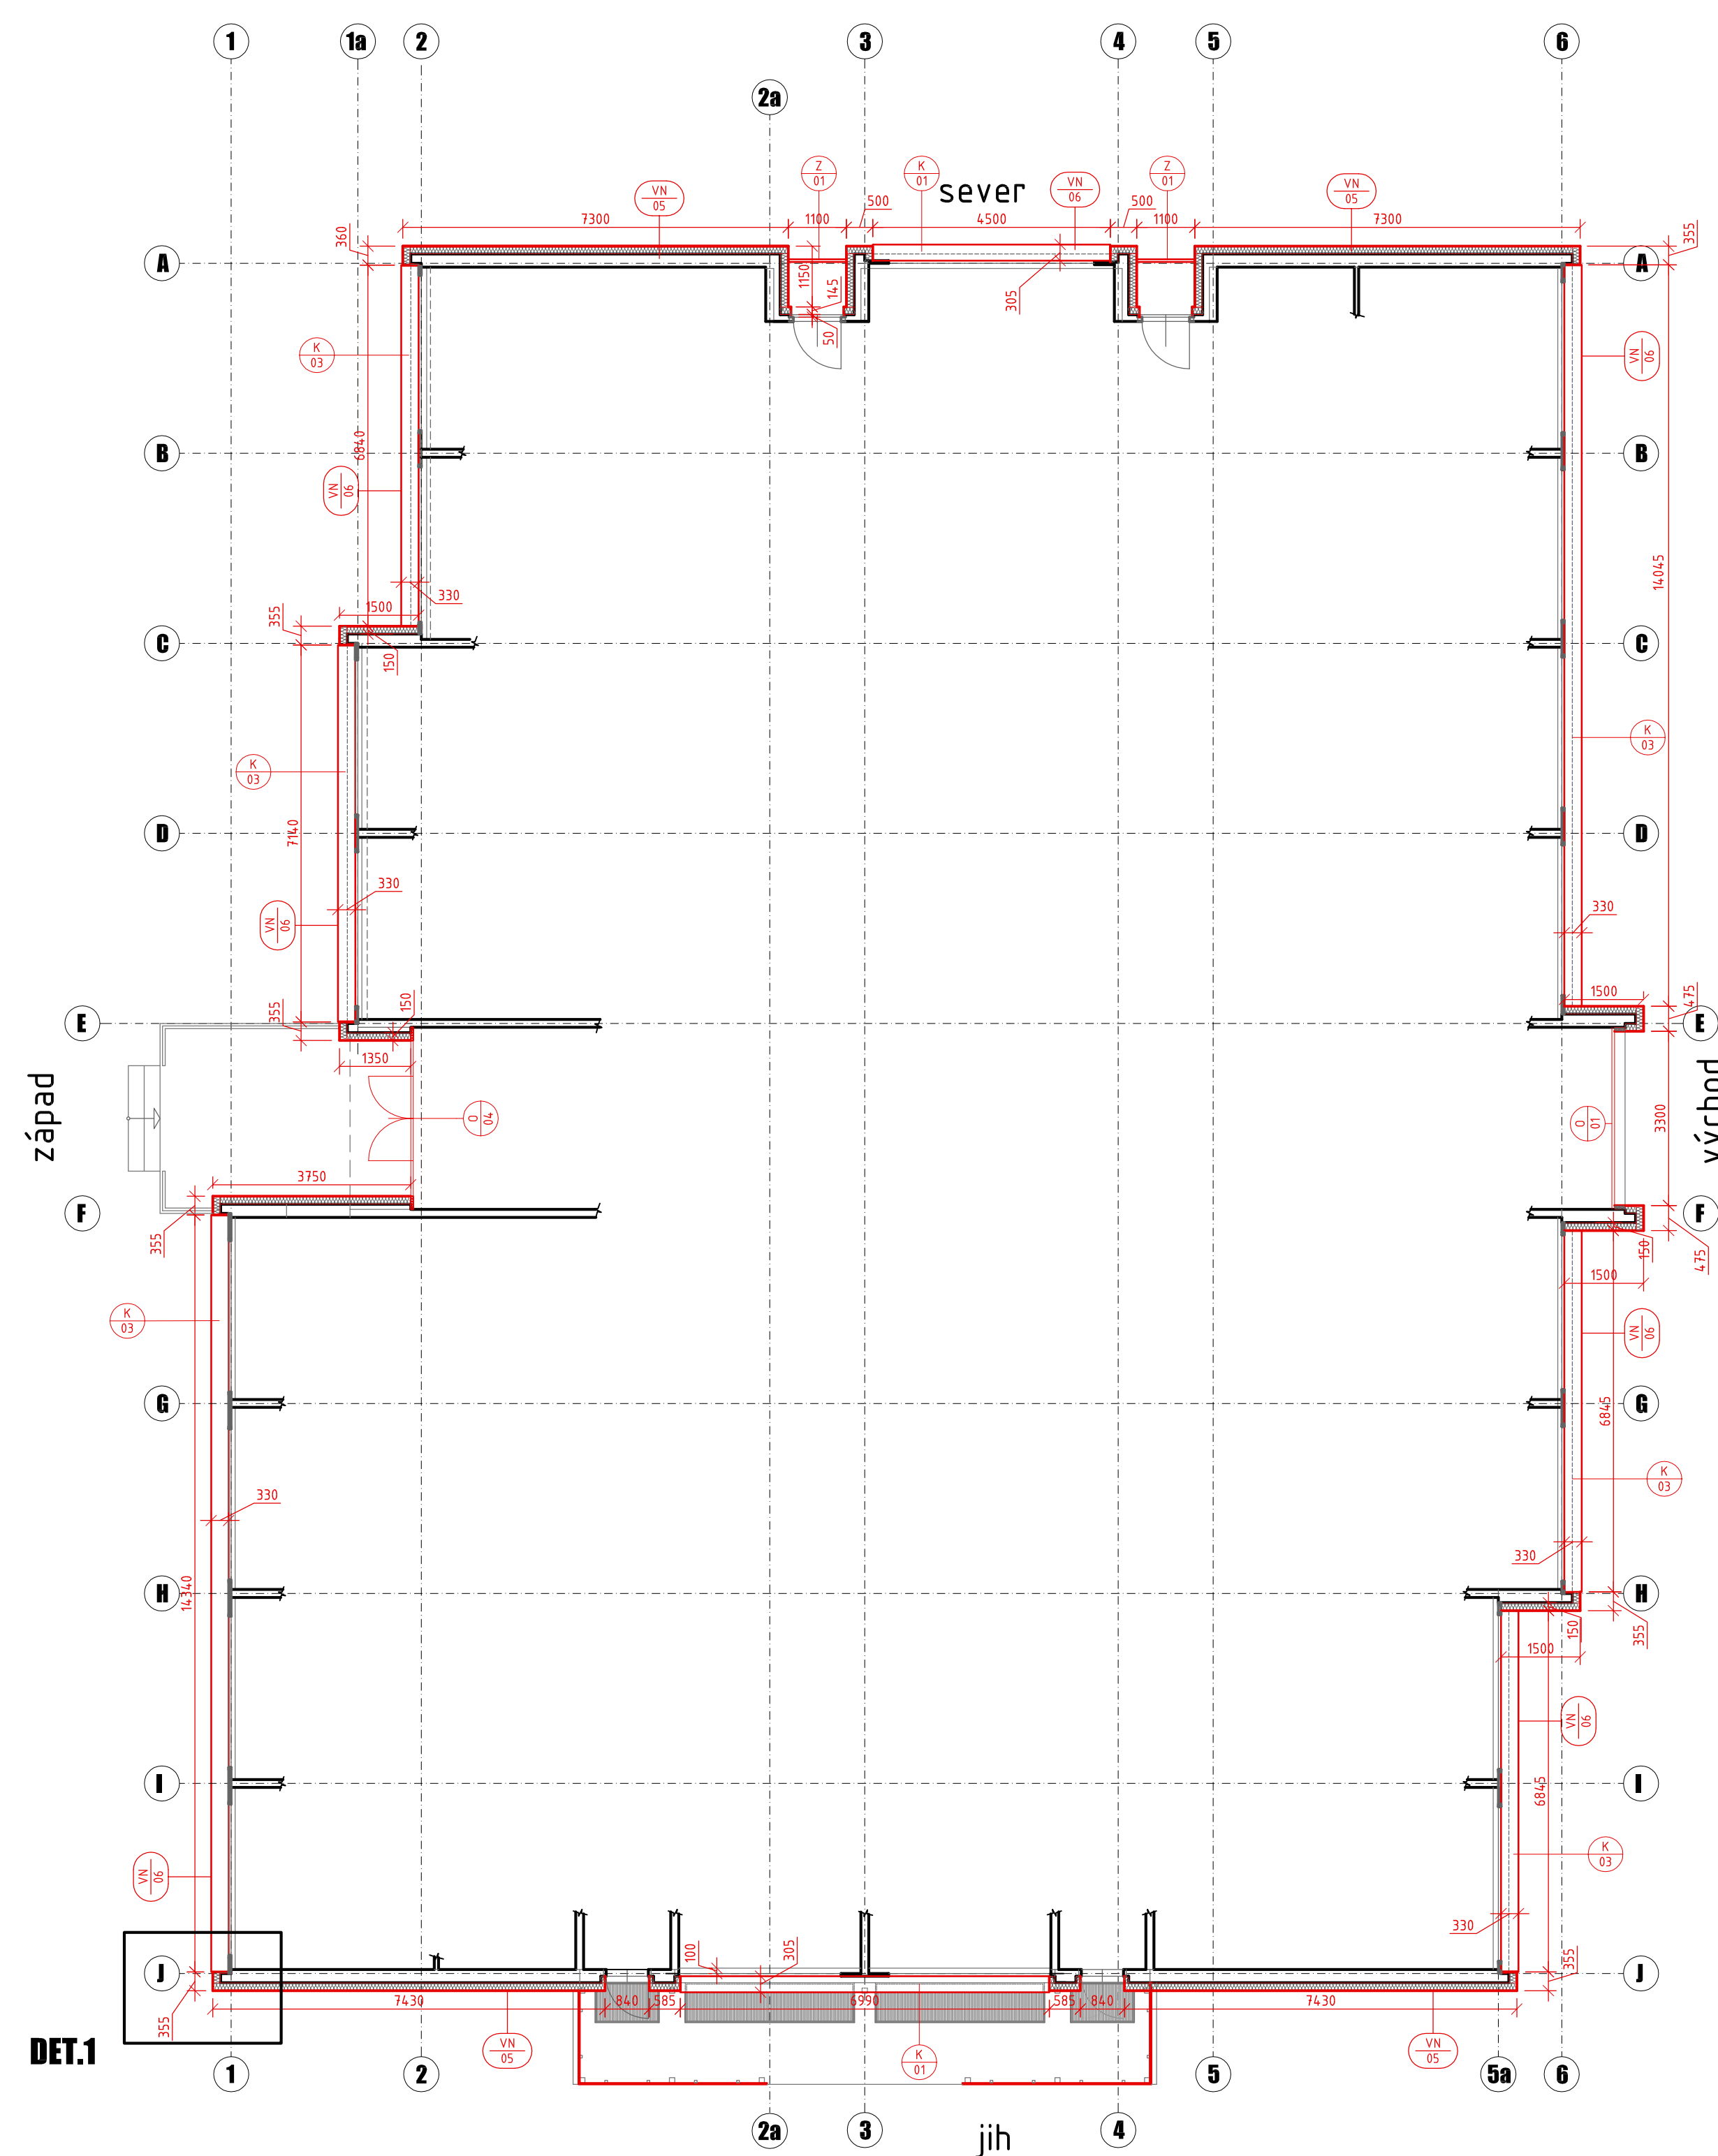 1
1a
2
3
4
5
6
2a
Z
01
K
01
sever
VN
06
Z
01
VN
05
VN
05
7300
1100
500
4500
500
1100
7300
360
355
A
A
1150
145
50
305
K
03
VN
06
B
B
6840
VN
06
14045
330
1500
355
C
C
150
K
03
K
03
D
D
7140
330
VN
06
330
355
150
1500
475
E
E
1350
západ
O
04
O
01
3300
východ
3750
F
F
355
150
475
1500
K
03
VN
06
G
G
6845
K
03
330
330
14340
H
H
150
355
1500
VN
06
I
I
6845
VN
06
K
03
330
100
305
J
J
355
355
7430
840
585
6990
585
840
7430
DET.1
VN
05
K
01
VN
05
1
2
5
5a
6
2a
3
4
jih